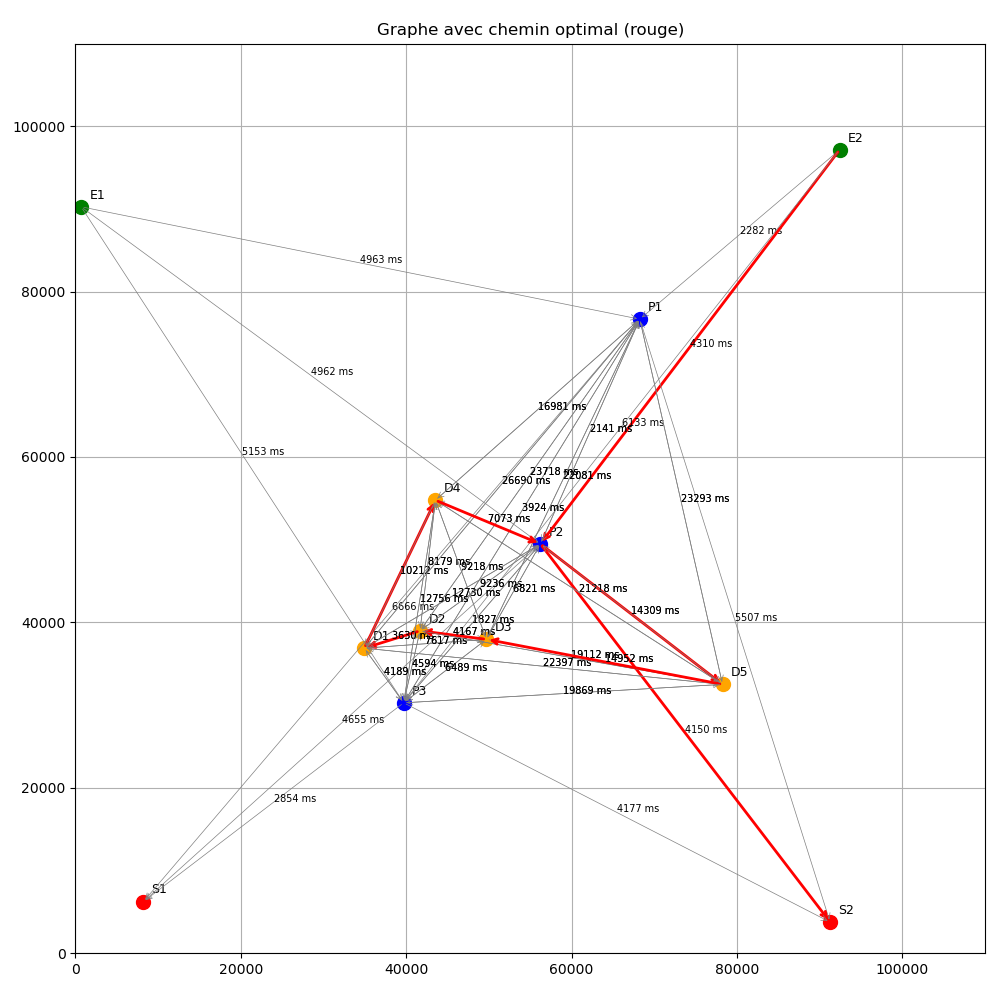 Graphe avec chemin optimal (rouge)
100000
80000
60000
40000
20000
0
0
20000
40000
60000
80000
100000
E2
E1
2282 ms
4963 ms
P1
4310 ms
4962 ms
16981 ms
2141 ms
6133 ms
5153 ms
23718 ms
22081 ms
26690 ms
D4
23293 ms
3924 ms
7073 ms
P2
8179 ms
10212 ms
5218 ms
9236 ms
6821 ms
21218 ms
12730 ms
12756 ms
6666 ms
14309 ms
1827 ms
5507 ms
D2
D3
4167 ms
D1
3630 ms
7617 ms
19112 ms
14952 ms
22397 ms
4594 ms
6489 ms
4189 ms
D5
P3
19869 ms
4655 ms
4150 ms
2854 ms
4177 ms
S1
S2